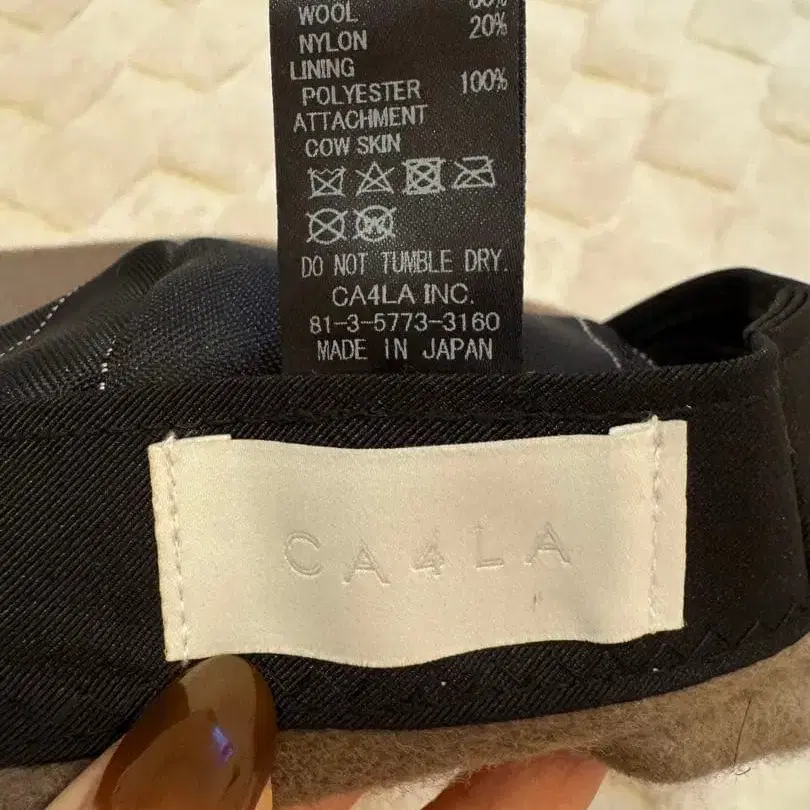 WOOL
NYLON 20%
LINING
POLYESTER 100%
ATTACHMENT
COW SKIN
DO NOT TUMBLE DRY.
CA4LA INC.
81-3-5773-3160
MADE IN JAPAN
CA4LA